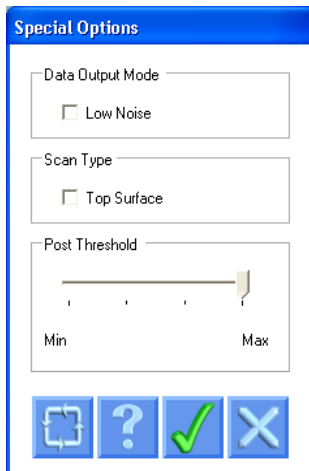 Special Options
Data Output Mode
Low Noise
Scan Type
Top Surface
Post Threshold
Min Max
?